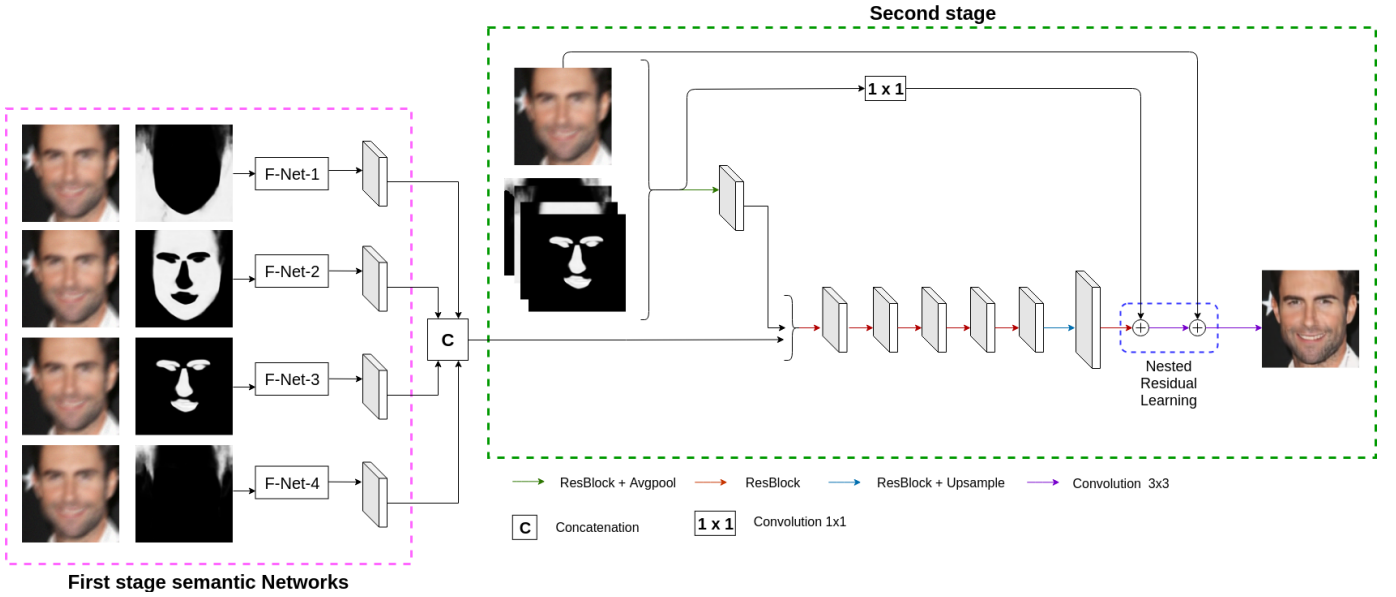 Second stage
1 x 1
F-Net-1
F-Net-2
F-Net-3
F-Net-4
C
Nested
Residual
Learning
ResBlock + Avgpool
ResBlock
ResBlock + Upsample
Convolution 3x3
C
Concatenation
1 x 1
Convolution 1x1
First stage semantic Networks